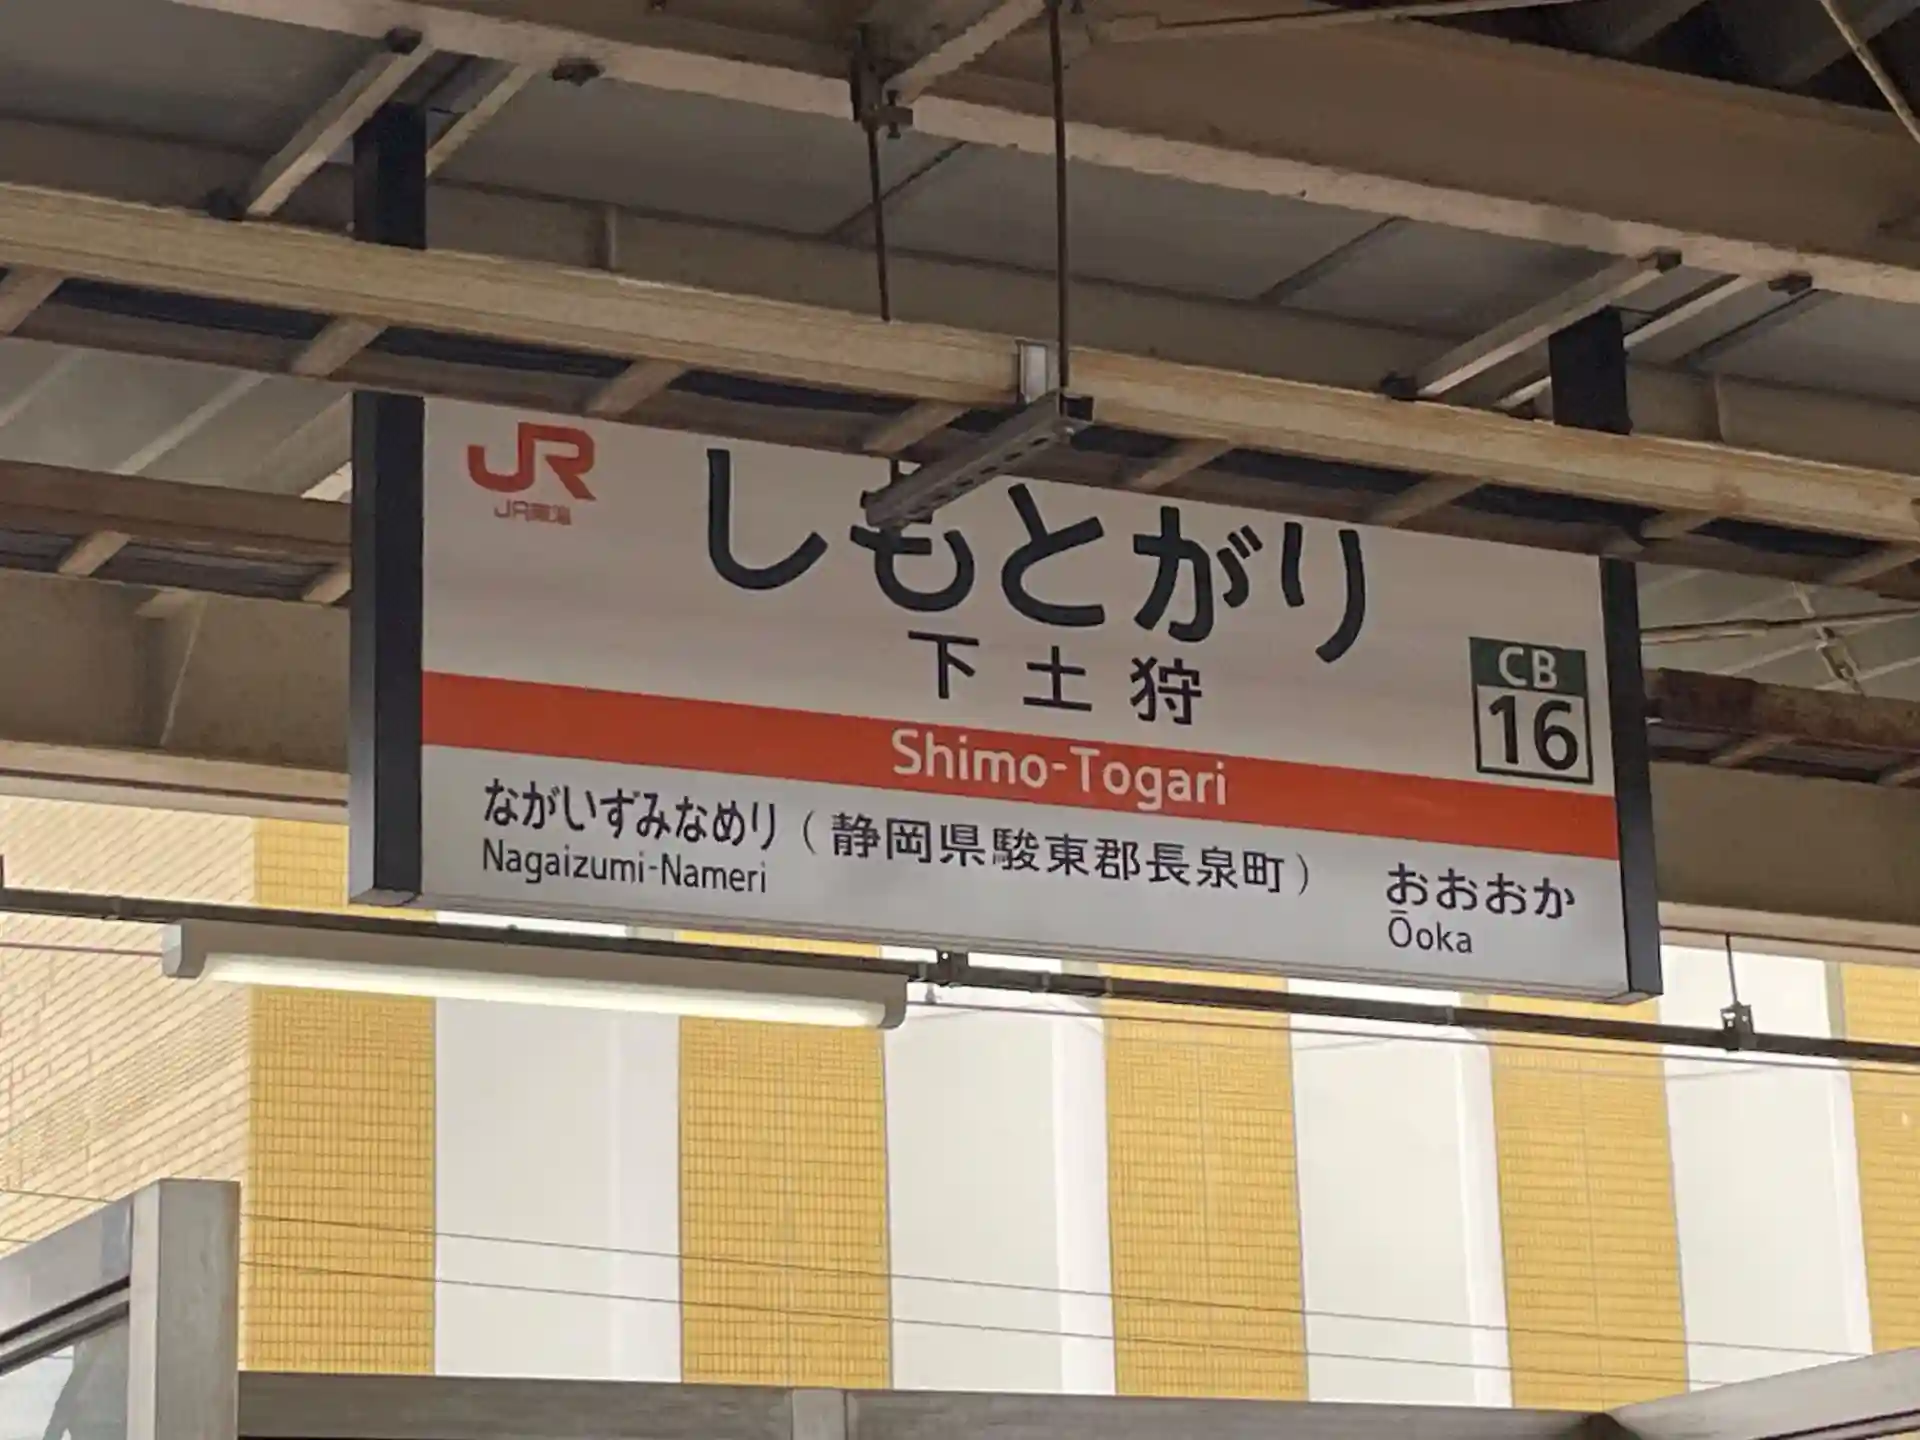 JR
JR東海
しもとがり
下土狩
CB
16
Shimo-Togari
ながいずみなめり（静岡県駿東郡長泉町）
Nagaizumi-Nameri
おおおか
Ōoka